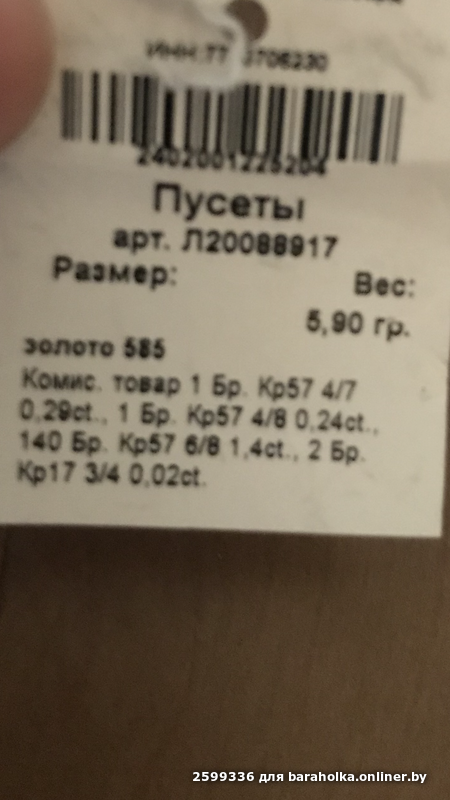 2402001225204
Пусеты
арт. Л20088917
Размер:
Вес:
5,90 гр.
золото 585
Комис. товар 1 Бр. Кр57 4/7
0,29ct., 1 Бр. Кр57 4/8 0,24ct.,
140 Бр. Кр57 6/8 1,4ct., 2 Бр.
Кр17 3/4 0,02ct.
2599336 для baraholka.onliner.by